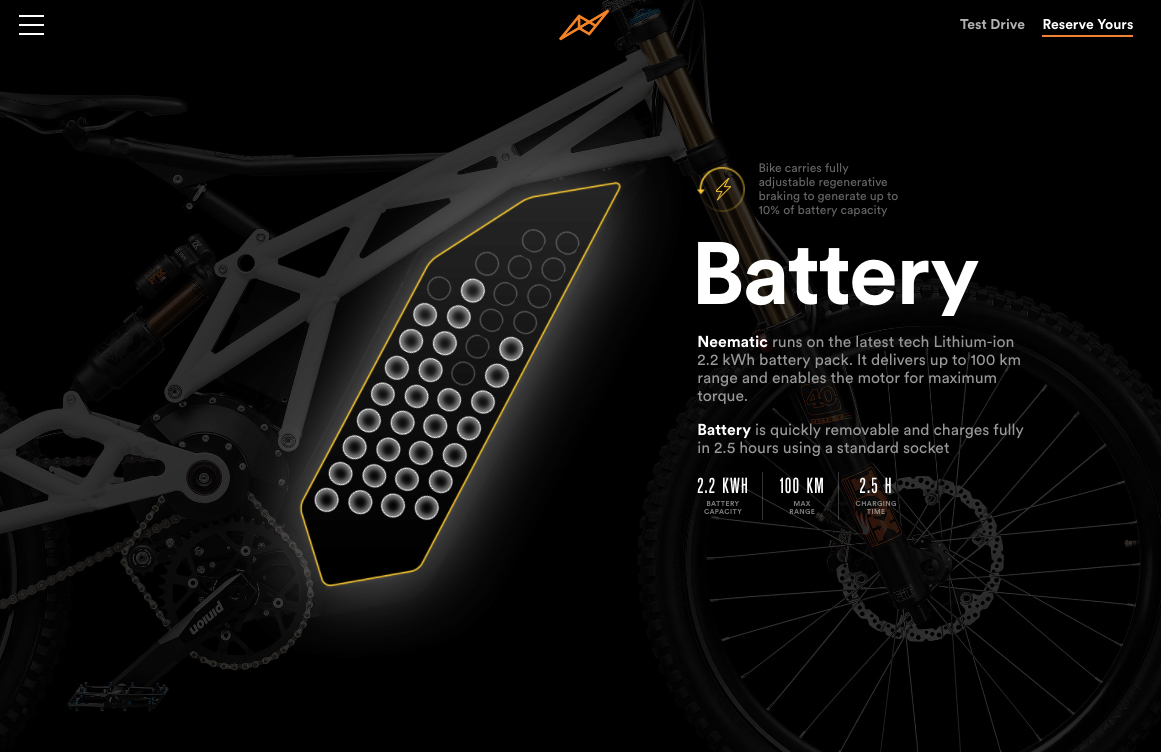 Test Drive
Reserve Yours
Bike carries fully
adjustable regenerative
braking to generate up to
10% of battery capacity
Battery
Neematic runs on the latest tech Lithium-ion
2.2 kWh battery pack. It delivers up to 100 km
range and enables the motor for maximum
torque.
Battery is quickly removable and charges fully
in 2.5 hours using a standard socket
2.2 KWH
BATTERY
CAPACITY
100 KM
MAX
RANGE
2.5 H
CHARGING
TIME
40
FOX
pinion